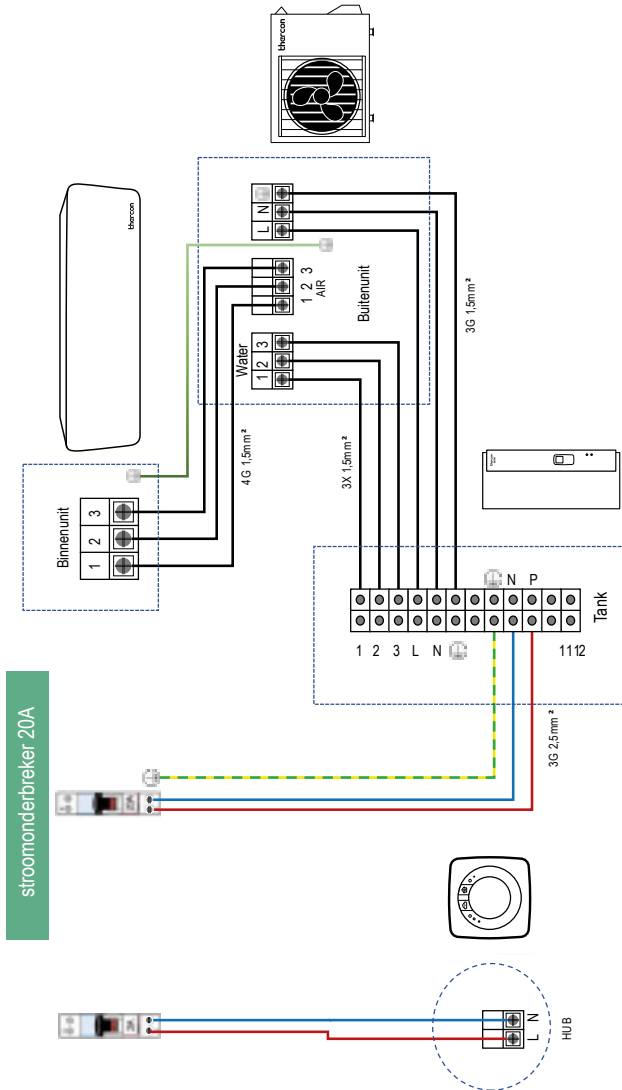 thercon
thercon
N
L
1 2 3
AIR
Water
1 2 3
Buitenunit
3G 1,5mm²
4G 1,5mm²
3X 1,5mm²
Binnenunit
1 2 3
N P
1 2 3 L N
11 12
Tank
3G 2,5mm²
stroomonderbreker 20A
L N
HUB